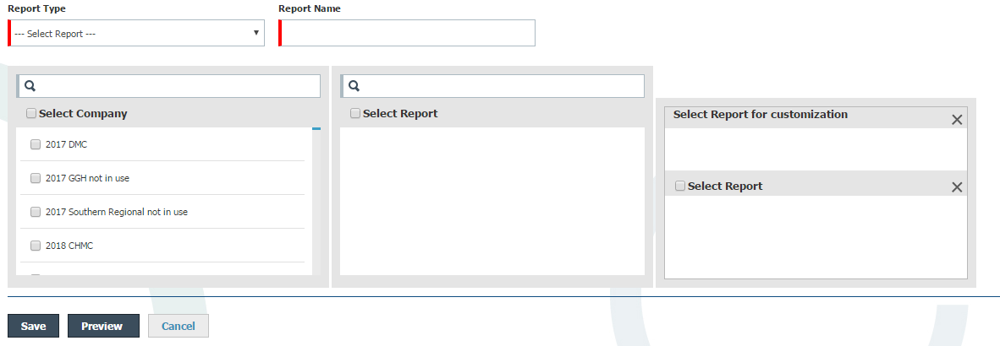 Report Type
Report Name
--- Select Report ---
Select Company
2017 DMC
2017 GGH not in use
2017 Southern Regional not in use
2018 CHMC
Select Report
Select Report for customization
Select Report
Save
Preview
Cancel